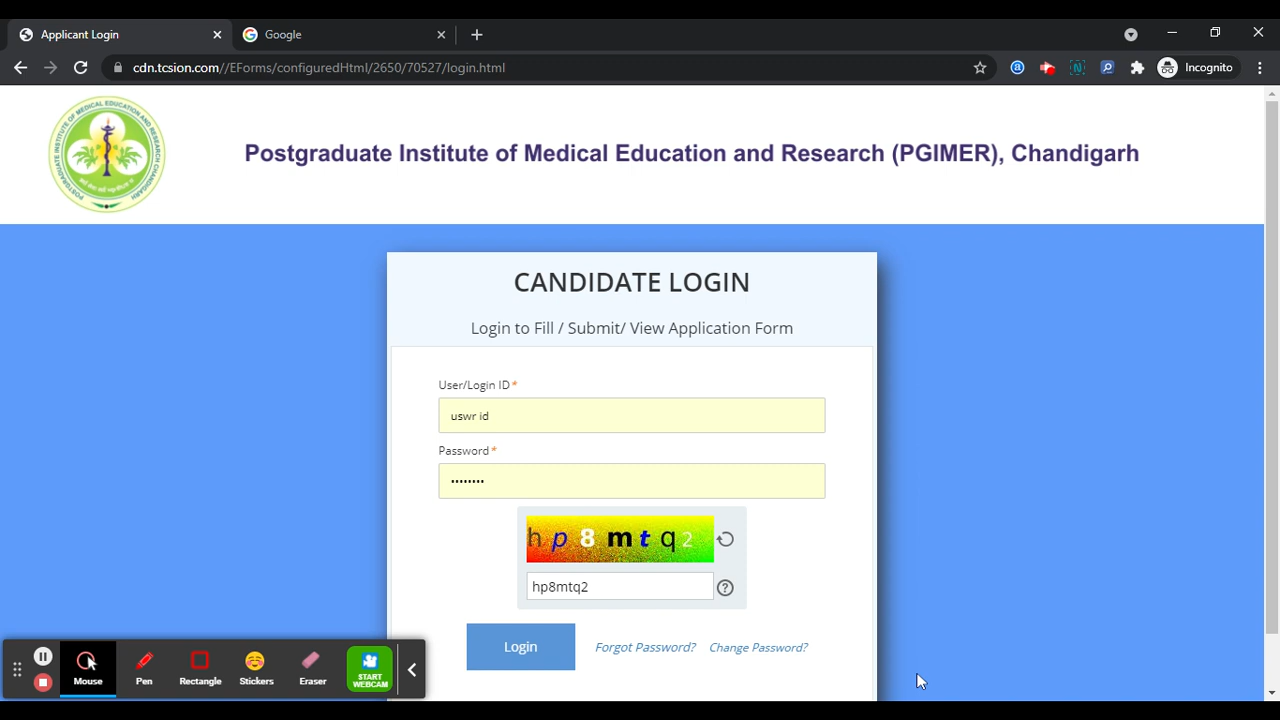 Applicant Login
Google
cdn.tcsion.com//EForms/configuredHtml/2650/70527/login.html
Incognito
Postgraduate Institute of Medical Education and Research (PGIMER), Chandigarh
CANDIDATE LOGIN
Login to Fill / Submit/ View Application Form
User/Login ID*
uswr id
Password*
••••••••
hp8mtq2
hp8mtq2
Login
Forgot Password?
Change Password?
Mouse
Pen
Rectangle
Stickers
Eraser
START
WEBCAM